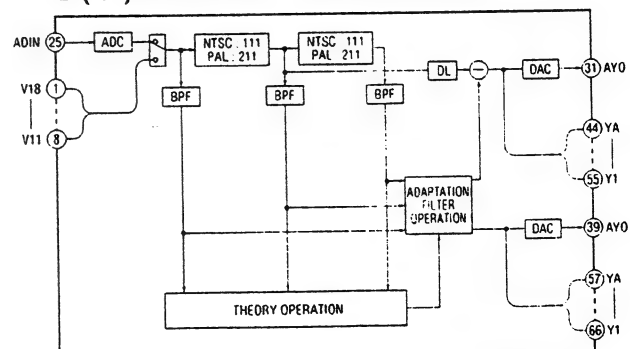 ADIN 25 ADC NTSC : 111 PAL : 211 NTSC : 111 PAL 211 DL − DAC 31 AYO
V18 1 BPF BPF BPF 44 YA
V11 8 55 Y1
ADAPTATION
FILTER
OPERATION
DAC 39 AYO
57 YA
THEORY OPERATION
66 Y1